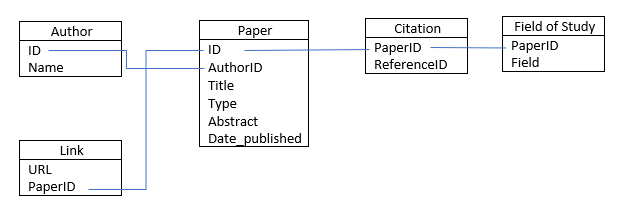 Author
ID
Name
Paper
ID
AuthorID
Title
Type
Abstract
Date_published
Citation
PaperID
ReferenceID
Field of Study
PaperID
Field
Link
URL
PaperID